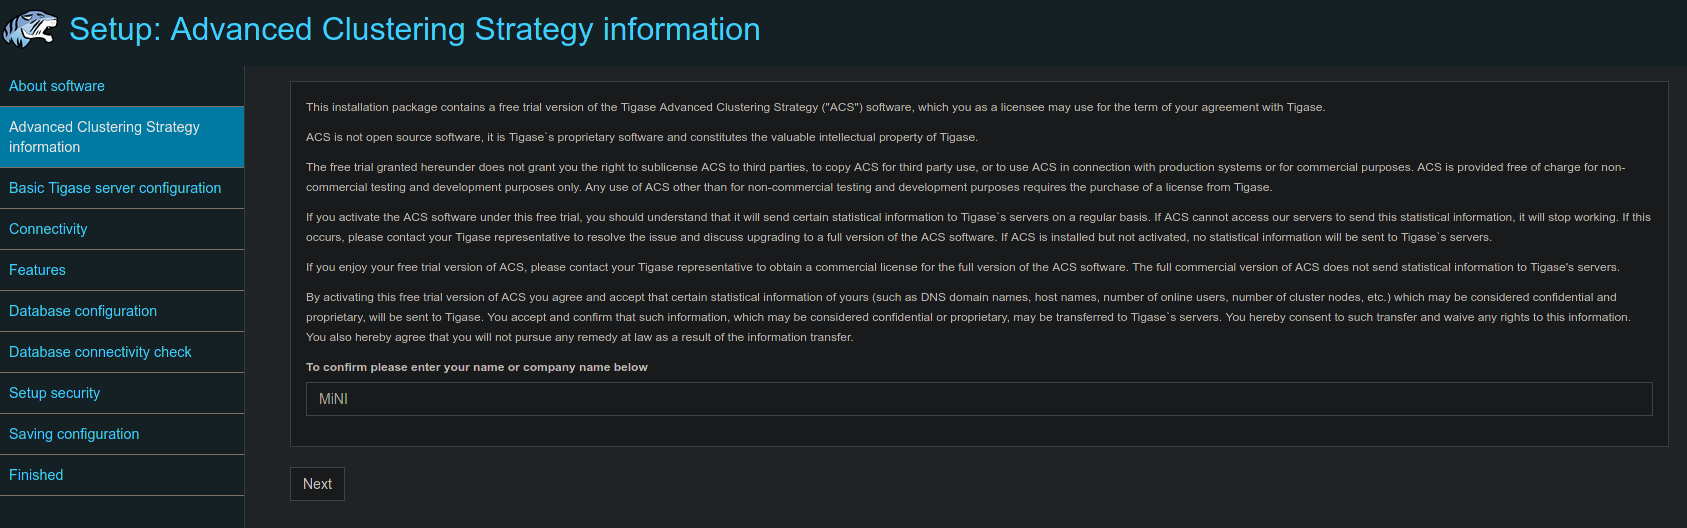 Setup: Advanced Clustering Strategy information
About software
Advanced Clustering Strategy
information
Basic Tigase server configuration
Connectivity
Features
Database configuration
Database connectivity check
Setup security
Saving configuration
Finished
This installation package contains a free trial version of the Tigase Advanced Clustering Strategy ("ACS") software, which you as a licensee may use for the term of your agreement with Tigase.
ACS is not open source software, it is Tigase`s proprietary software and constitutes the valuable intellectual property of Tigase.
The free trial granted hereunder does not grant you the right to sublicense ACS to third parties, to copy ACS for third party use, or to use ACS in connection with production systems or for commercial purposes. ACS is provided free of charge for non-
commercial testing and development purposes only. Any use of ACS other than for non-commercial testing and development purposes requires the purchase of a license from Tigase.
If you activate the ACS software under this free trial, you should understand that it will send certain statistical information to Tigase`s servers on a regular basis. If ACS cannot access our servers to send this statistical information, it will stop working. If this
occurs, please contact your Tigase representative to resolve the issue and discuss upgrading to a full version of the ACS software. If ACS is installed but not activated, no statistical information will be sent to Tigase`s servers.
If you enjoy your free trial version of ACS, please contact your Tigase representative to obtain a commercial license for the full version of the ACS software. The full commercial version of ACS does not send statistical information to Tigase's servers.
By activating this free trial version of ACS you agree and accept that certain statistical information of yours (such as DNS domain names, host names, number of online users, number of cluster nodes, etc.) which may be considered confidential and
proprietary, will be sent to Tigase. You accept and confirm that such information, which may be considered confidential or proprietary, may be transferred to Tigase`s servers. You hereby consent to such transfer and waive any rights to this information.
You also hereby agree that you will not pursue any remedy at law as a result of the information transfer.
To confirm please enter your name or company name below
MiNI
Next